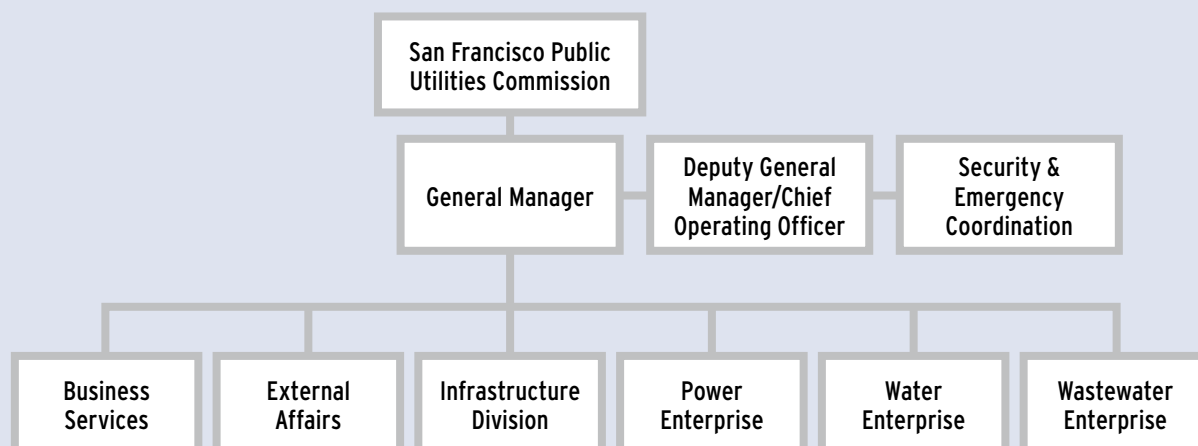 San Francisco Public
Utilities Commission
General Manager
Deputy General
Manager/Chief
Operating Officer
Security &
Emergency
Coordination
Business
Services
External
Affairs
Infrastructure
Division
Power
Enterprise
Water
Enterprise
Wastewater
Enterprise